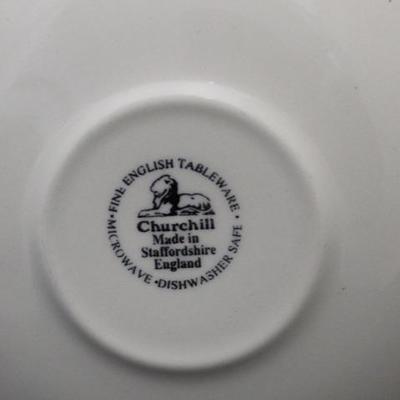 • FINE ENGLISH TABLEWARE •
Churchill
Made in
Staffordshire
England
MICROWAVE • DISHWASHER SAFE